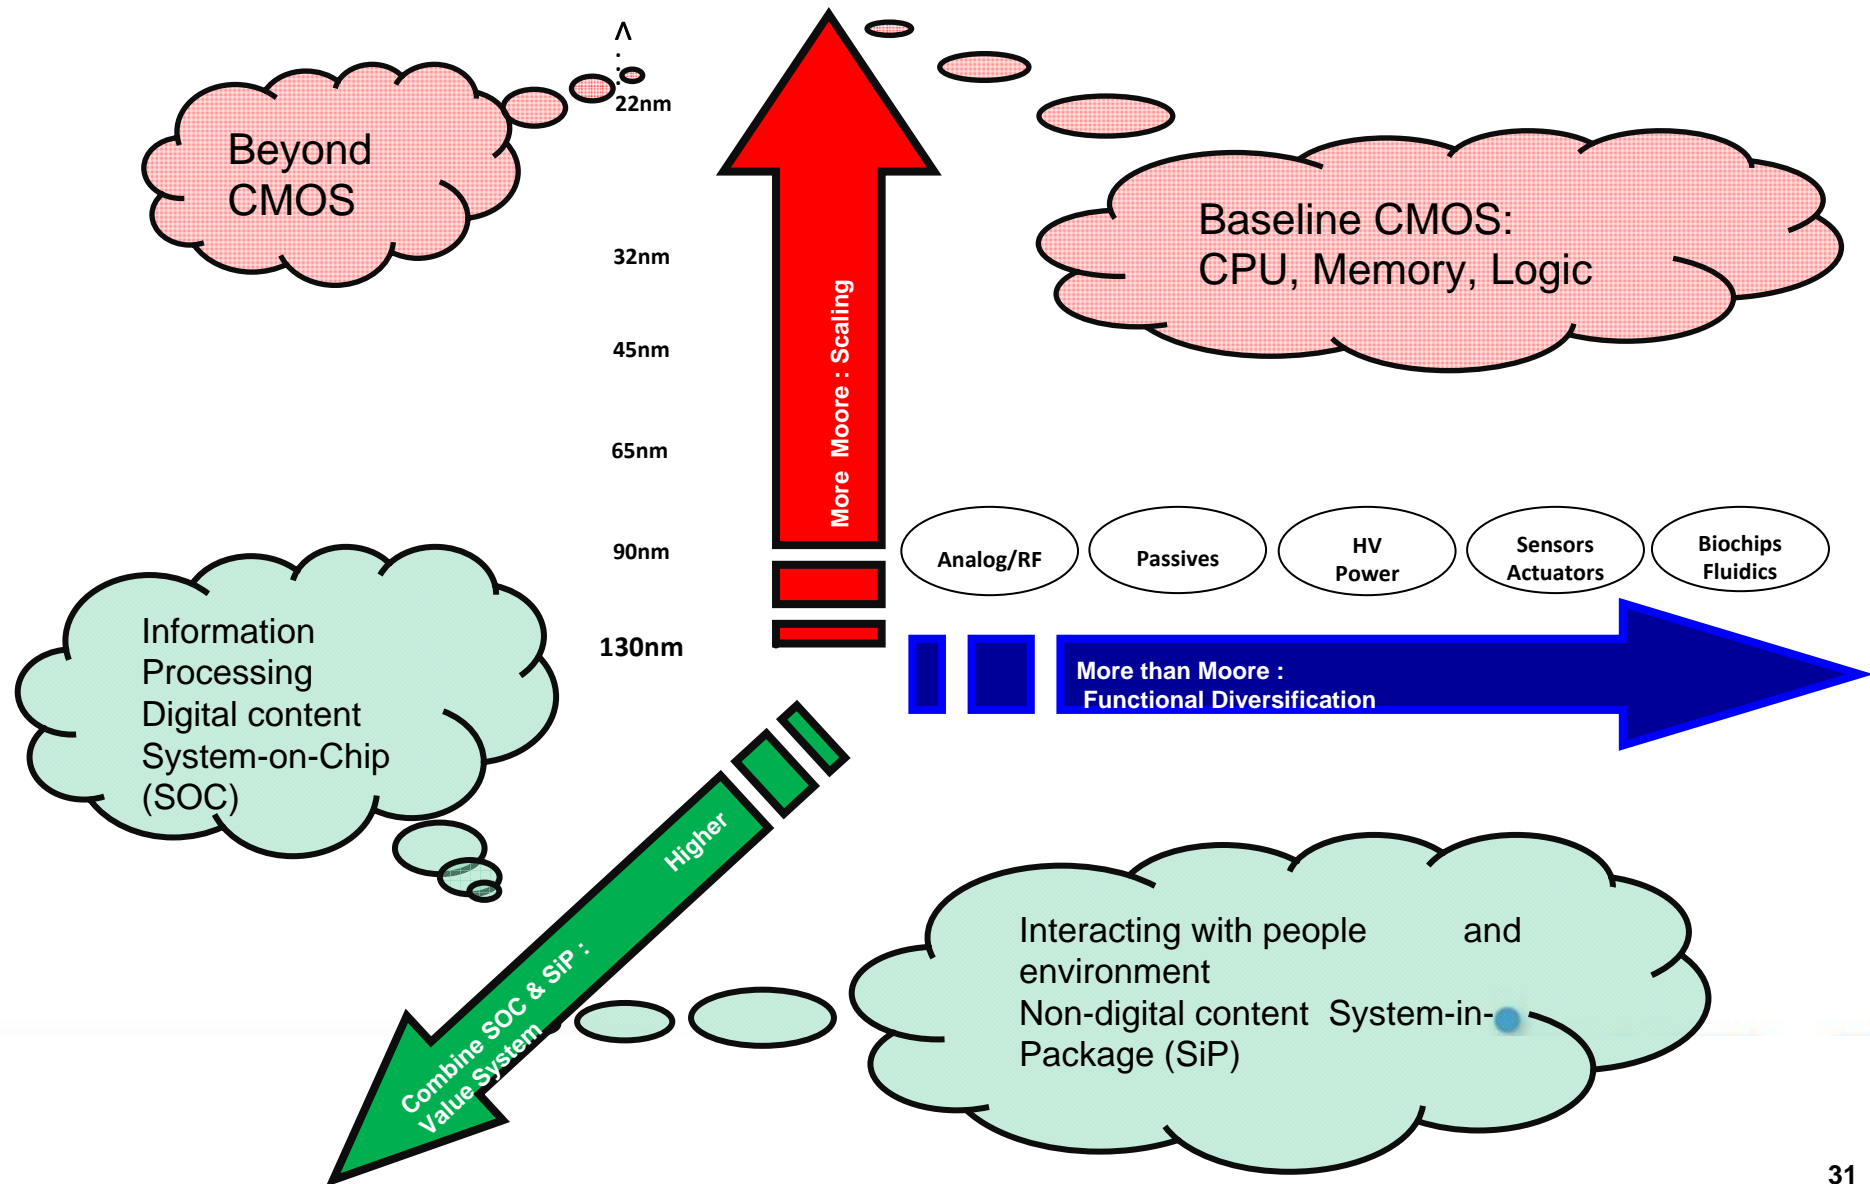 Λ
:
:
22nm
32nm
45nm
65nm
90nm
130nm
Beyond
CMOS
More Moore : Scaling
Baseline CMOS:
CPU, Memory, Logic
Analog/RF
Passives
HV
Power
Sensors
Actuators
Biochips
Fluidics
More than Moore :
Functional Diversification
Information
Processing
Digital content
System-on-Chip
(SOC)
Combine SOC & SiP : Higher
Value System
Interacting with people and
environment
Non-digital content System-in-
Package (SiP)
31